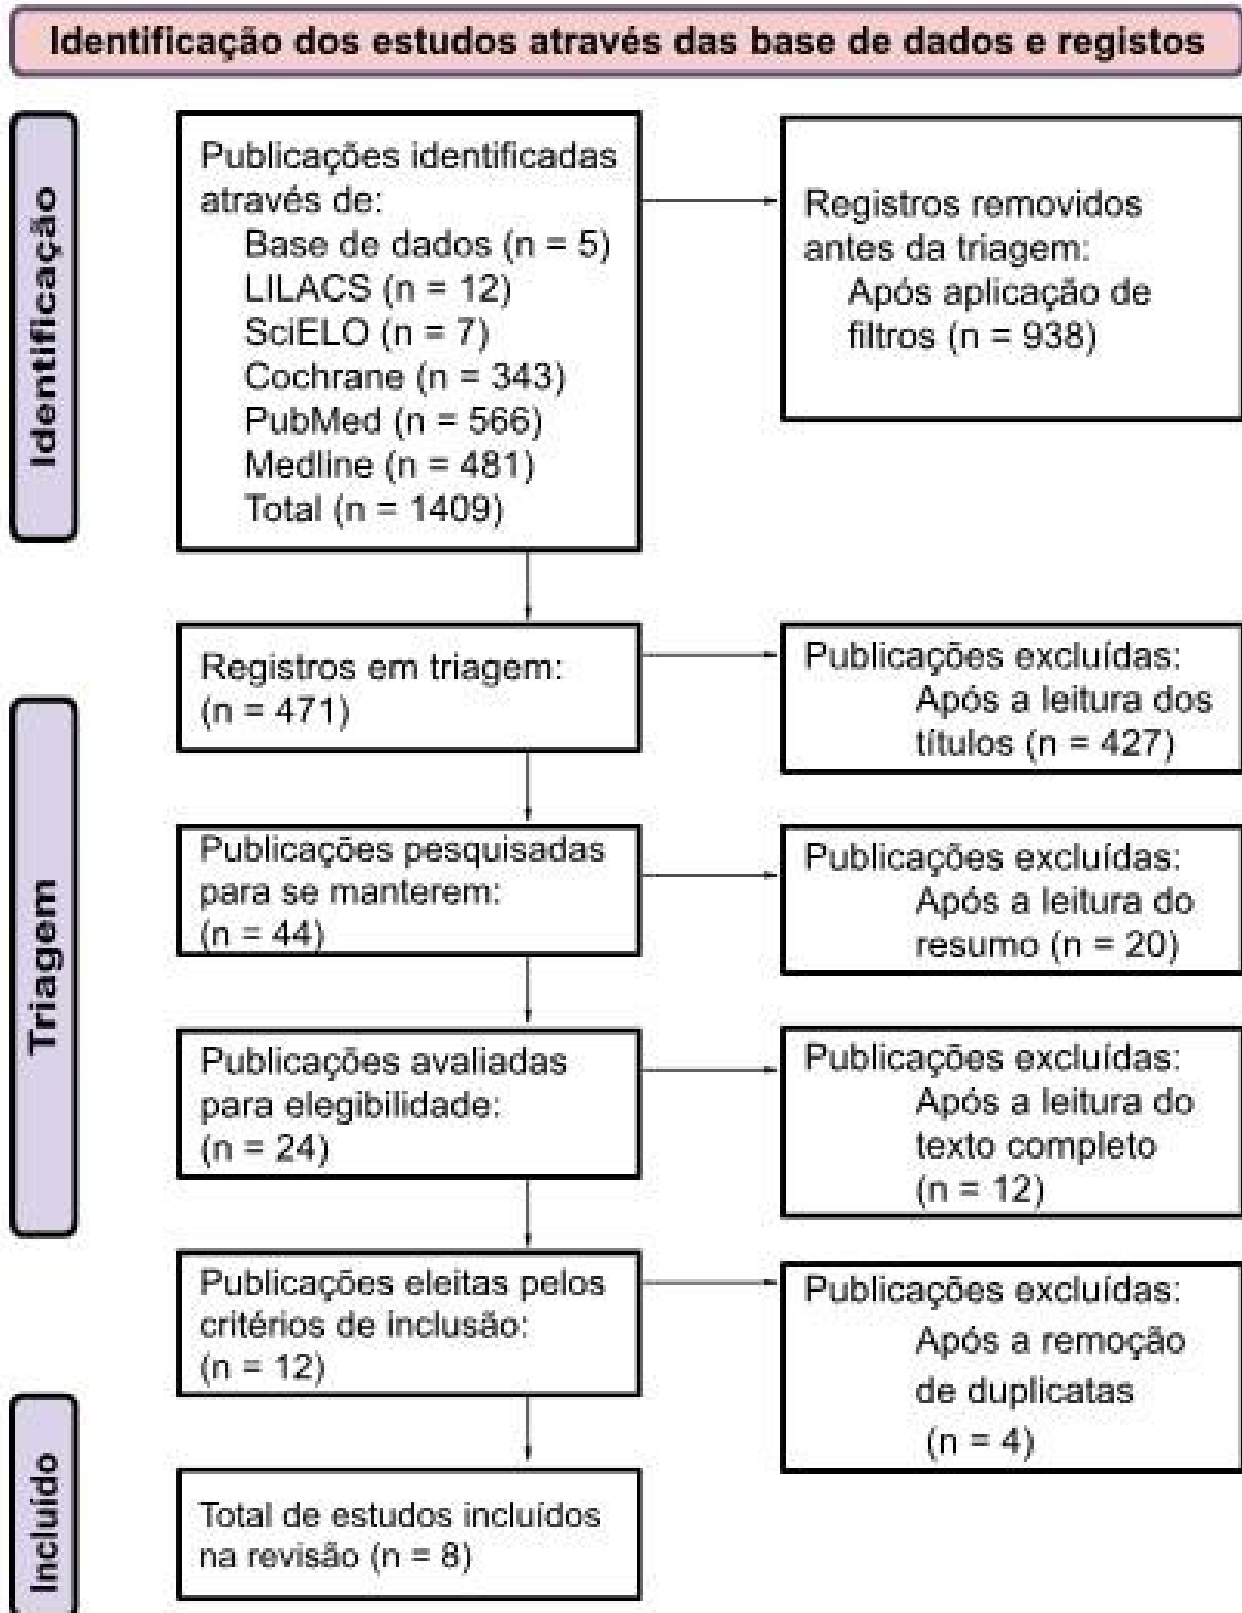 Identificação dos estudos através das base de dados e registos
Identificação
Publicações identificadas
através de:
Base de dados (n = 5)
LILACS (n = 12)
SciELO (n = 7)
Cochrane (n = 343)
PubMed (n = 566)
Medline (n = 481)
Total (n = 1409)
Registros removidos
antes da triagem:
Após aplicação de
filtros (n = 938)
Triagem
Registros em triagem:
(n = 471)
Publicações excluídas:
Após a leitura dos
títulos (n = 427)
Publicações pesquisadas
para se manterem:
(n = 44)
Publicações excluídas:
Após a leitura do
resumo (n = 20)
Publicações avaliadas
para elegibilidade:
(n = 24)
Publicações excluídas:
Após a leitura do
texto completo
(n = 12)
Publicações eleitas pelos
critérios de inclusão:
(n = 12)
Publicações excluídas:
Após a remoção
de duplicatas
(n = 4)
Incluído
Total de estudos incluídos
na revisão (n = 8)